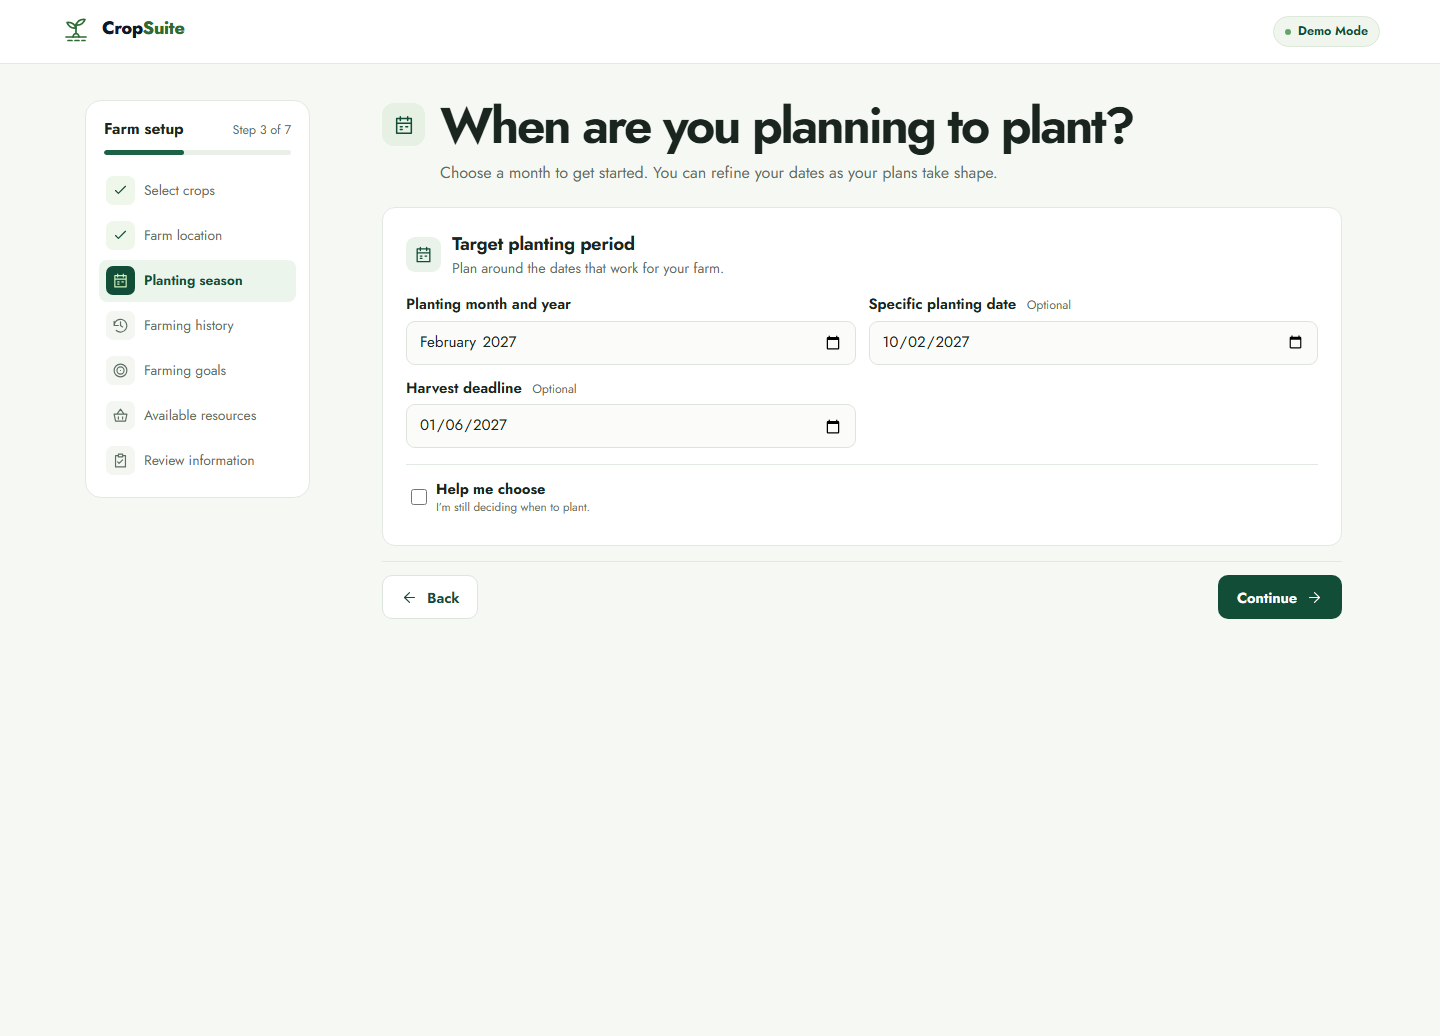 CropSuite
Demo Mode
Farm setup
Step 3 of 7
Select crops
Farm location
Planting season
Farming history
Farming goals
Available resources
Review information
When are you planning to plant?
Choose a month to get started. You can refine your dates as your plans take shape.
Target planting period
Plan around the dates that work for your farm.
Planting month and year
February 2027
Specific planting date Optional
10/02/2027
Harvest deadline Optional
01/06/2027
Help me choose
I'm still deciding when to plant.
Back
Continue